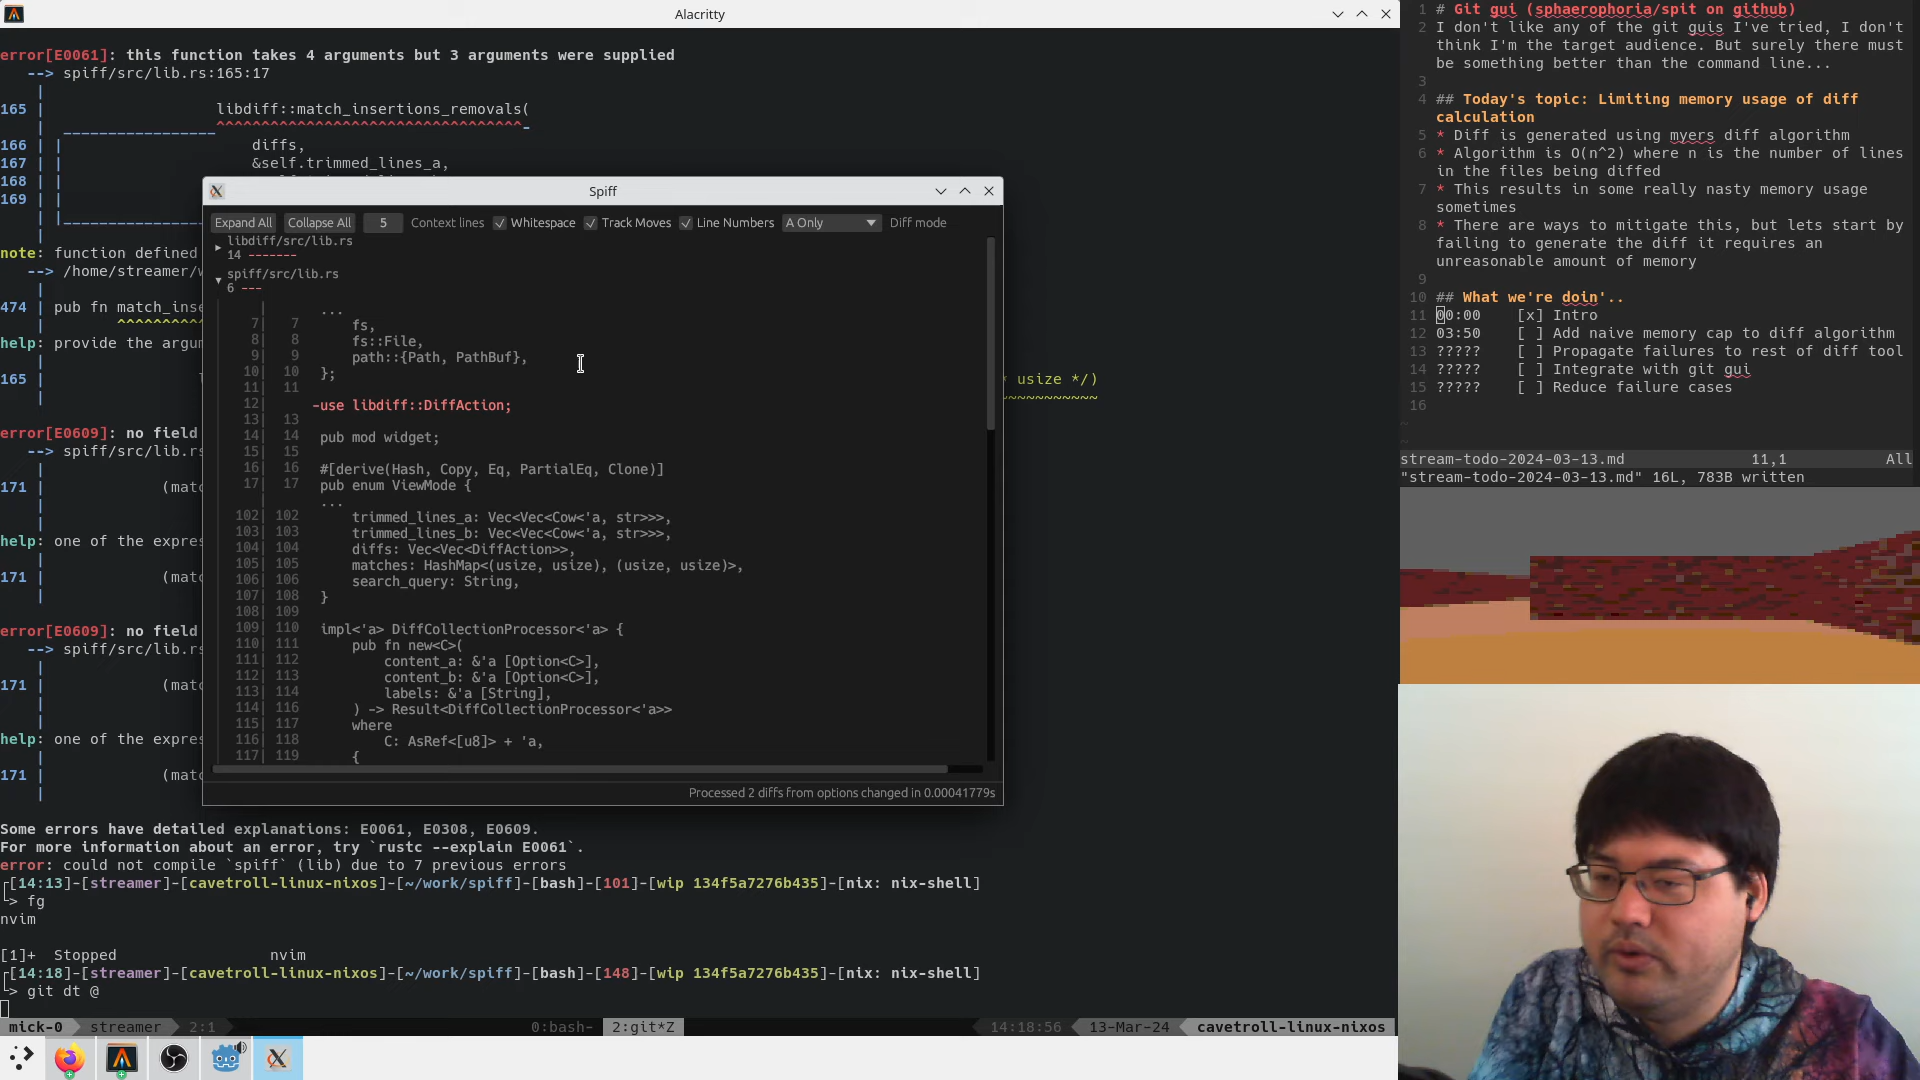 Alacritty
error[E0061]: this function takes 4 arguments but 3 arguments were supplied
--> spiff/src/lib.rs:165:17
|
165 | libdiff::match_insertions_removals(
| _________________^^^^^^^^^^^^^^^^^^^^^^^^^^^^^^^^^^-
166 | | diffs,
167 | | &self.trimmed_lines_a,
168 | |
169 | |
| |_
|
note: function defined
--> /home/streamer/w
|
474 | pub fn match_inse
| ^^^^^^^^^^
help: provide the argum
|
165 | * usize */)
| ~~~~~~~~~~~
error[E0609]: no field
--> spiff/src/lib.rs
|
171 | (matc
|
help: one of the expres
|
171 | (matc
|
error[E0609]: no field
--> spiff/src/lib.rs
|
171 | (matc
|
help: one of the expres
|
171 | (matc
|
Some errors have detailed explanations: E0061, E0308, E0609.
For more information about an error, try `rustc --explain E0061`.
error: could not compile `spiff` (lib) due to 7 previous errors
┌[14:13]-[streamer]-[cavetroll-linux-nixos]-[~/work/spiff]-[bash]-[101]-[wip 134f5a7276b435]-[nix: nix-shell]
└> fg
nvim
[1]+  Stopped                 nvim
┌[14:18]-[streamer]-[cavetroll-linux-nixos]-[~/work/spiff]-[bash]-[148]-[wip 134f5a7276b435]-[nix: nix-shell]
└> git dt @
mick-0 streamer 2:1 0:bash- 2:git*Z 14:18:56 13-Mar-24 cavetroll-linux-nixos
Spiff
Expand All Collapse All 5 Context lines Whitespace Track Moves Line Numbers A Only Diff mode
libdiff/src/lib.rs
14 -------
spiff/src/lib.rs
6 ---
| ...
7| 7 fs,
8| 8 fs::File,
9| 9 path::{Path, PathBuf},
10| 10 };
11| 11
12| -use libdiff::DiffAction;
13| 13
14| 14 pub mod widget;
15| 15
16| 16 #[derive(Hash, Copy, Eq, PartialEq, Clone)]
17| 17 pub enum ViewMode {
| ...
102| 102 trimmed_lines_a: Vec<Vec<Cow<'a, str>>>,
103| 103 trimmed_lines_b: Vec<Vec<Cow<'a, str>>>,
104| 104 diffs: Vec<Vec<DiffAction>>,
105| 105 matches: HashMap<(usize, usize), (usize, usize)>,
106| 106 search_query: String,
107| 108 }
108| 109
109| 110 impl<'a> DiffCollectionProcessor<'a> {
110| 111 pub fn new<C>(
111| 112 content_a: &'a [Option<C>],
112| 113 content_b: &'a [Option<C>],
113| 114 labels: &'a [String],
114| 116 ) -> Result<DiffCollectionProcessor<'a>>
115| 117 where
116| 118 C: AsRef<[u8]> + 'a,
117| 119 {
Processed 2 diffs from options changed in 0.00041779s
1 # Git gui (sphaerophoria/spit on github)
2 I don't like any of the git guis I've tried, I don't
think I'm the target audience. But surely there must
be something better than the command line...
3
4 ## Today's topic: Limiting memory usage of diff
calculation
5 * Diff is generated using myers diff algorithm
6 * Algorithm is O(n^2) where n is the number of lines
in the files being diffed
7 * This results in some really nasty memory usage
sometimes
8 * There are ways to mitigate this, but lets start by
failing to generate the diff it requires an
unreasonable amount of memory
9
10 ## What we're doin'..
11 00:00    [x] Intro
12 03:50    [ ] Add naive memory cap to diff algorithm
13 ?????    [ ] Propagate failures to rest of diff tool
14 ?????    [ ] Integrate with git gui
15 ?????    [ ] Reduce failure cases
16
~
~
stream-todo-2024-03-13.md 11,1 All
"stream-todo-2024-03-13.md" 16L, 783B written